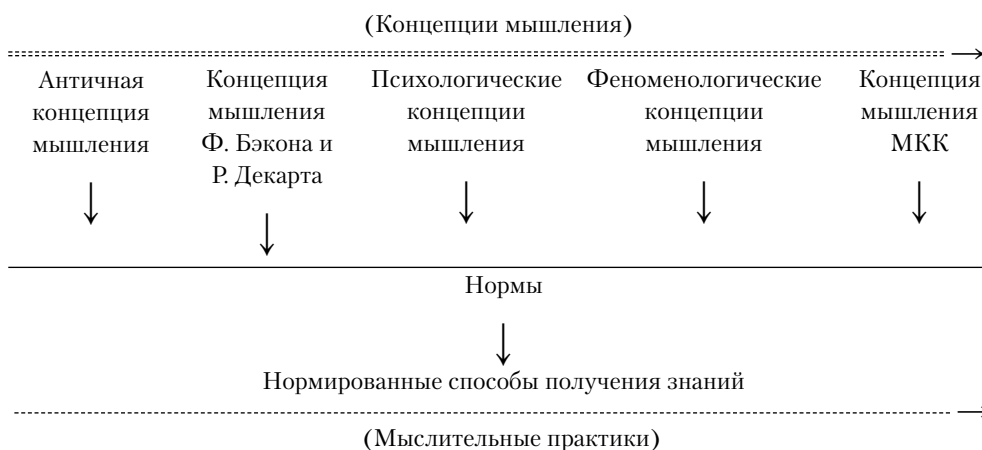 (Концепции мышления)
Античная
концепция
мышления
Концепция
мышления
Ф. Бэкона и
Р. Декарта
Психологические
концепции
мышления
Феноменологические
концепции
мышления
Концепция
мышления
МКК
Нормы
Нормированные способы получения знаний
(Мыслительные практики)